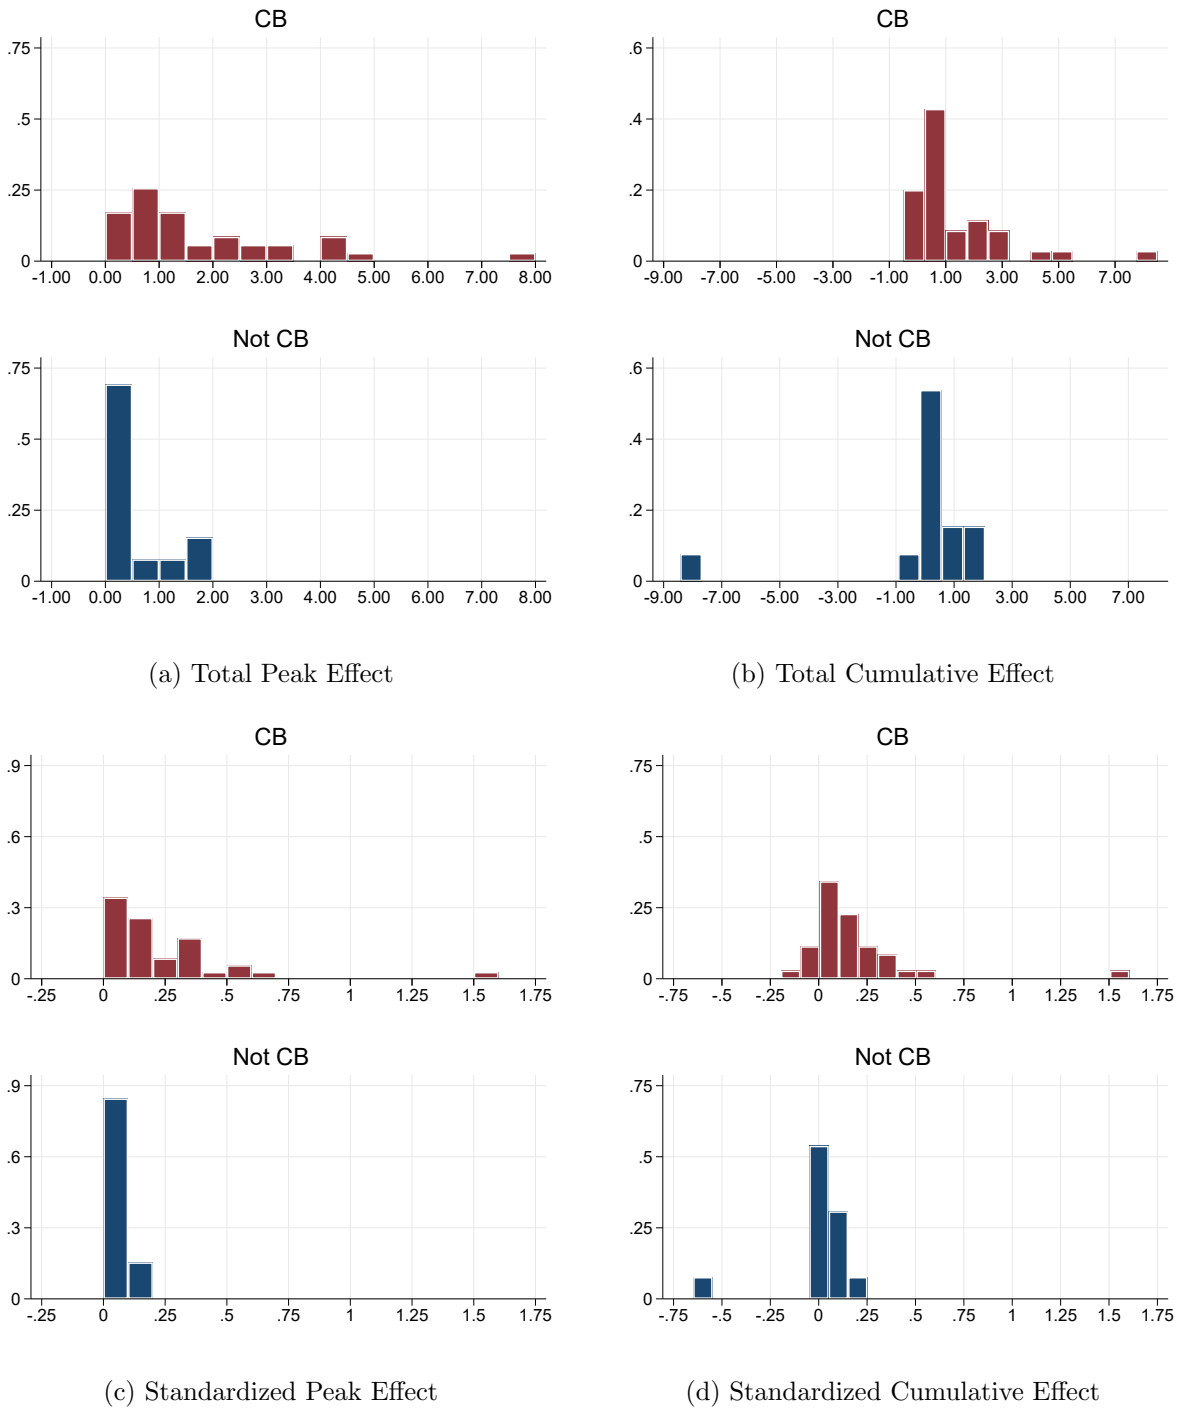 CB
.75
.5
.25
0
-1.00 0.00 1.00 2.00 3.00 4.00 5.00 6.00 7.00 8.00
Not CB
.75
.5
.25
0
-1.00 0.00 1.00 2.00 3.00 4.00 5.00 6.00 7.00 8.00
(a) Total Peak Effect
CB
.6
.4
.2
0
-9.00 -7.00 -5.00 -3.00 -1.00 1.00 3.00 5.00 7.00
Not CB
.6
.4
.2
0
-9.00 -7.00 -5.00 -3.00 -1.00 1.00 3.00 5.00 7.00
(b) Total Cumulative Effect
CB
.9
.6
.3
0
-.25 0 .25 .5 .75 1 1.25 1.5 1.75
Not CB
.9
.6
.3
0
-.25 0 .25 .5 .75 1 1.25 1.5 1.75
(c) Standardized Peak Effect
CB
.75
.5
.25
0
-.75 -.5 -.25 0 .25 .5 .75 1 1.25 1.5 1.75
Not CB
.75
.5
.25
0
-.75 -.5 -.25 0 .25 .5 .75 1 1.25 1.5 1.75
(d) Standardized Cumulative Effect